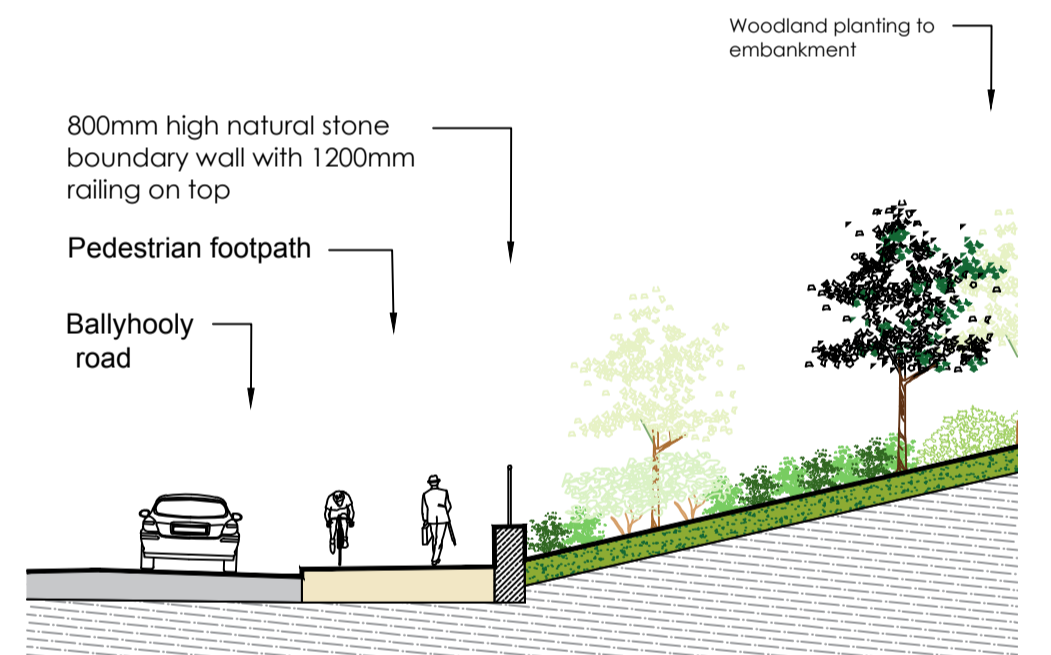 Woodland planting to
embankment
800mm high natural stone
boundary wall with 1200mm
railing on top
Pedestrian footpath
Ballyhooly
road